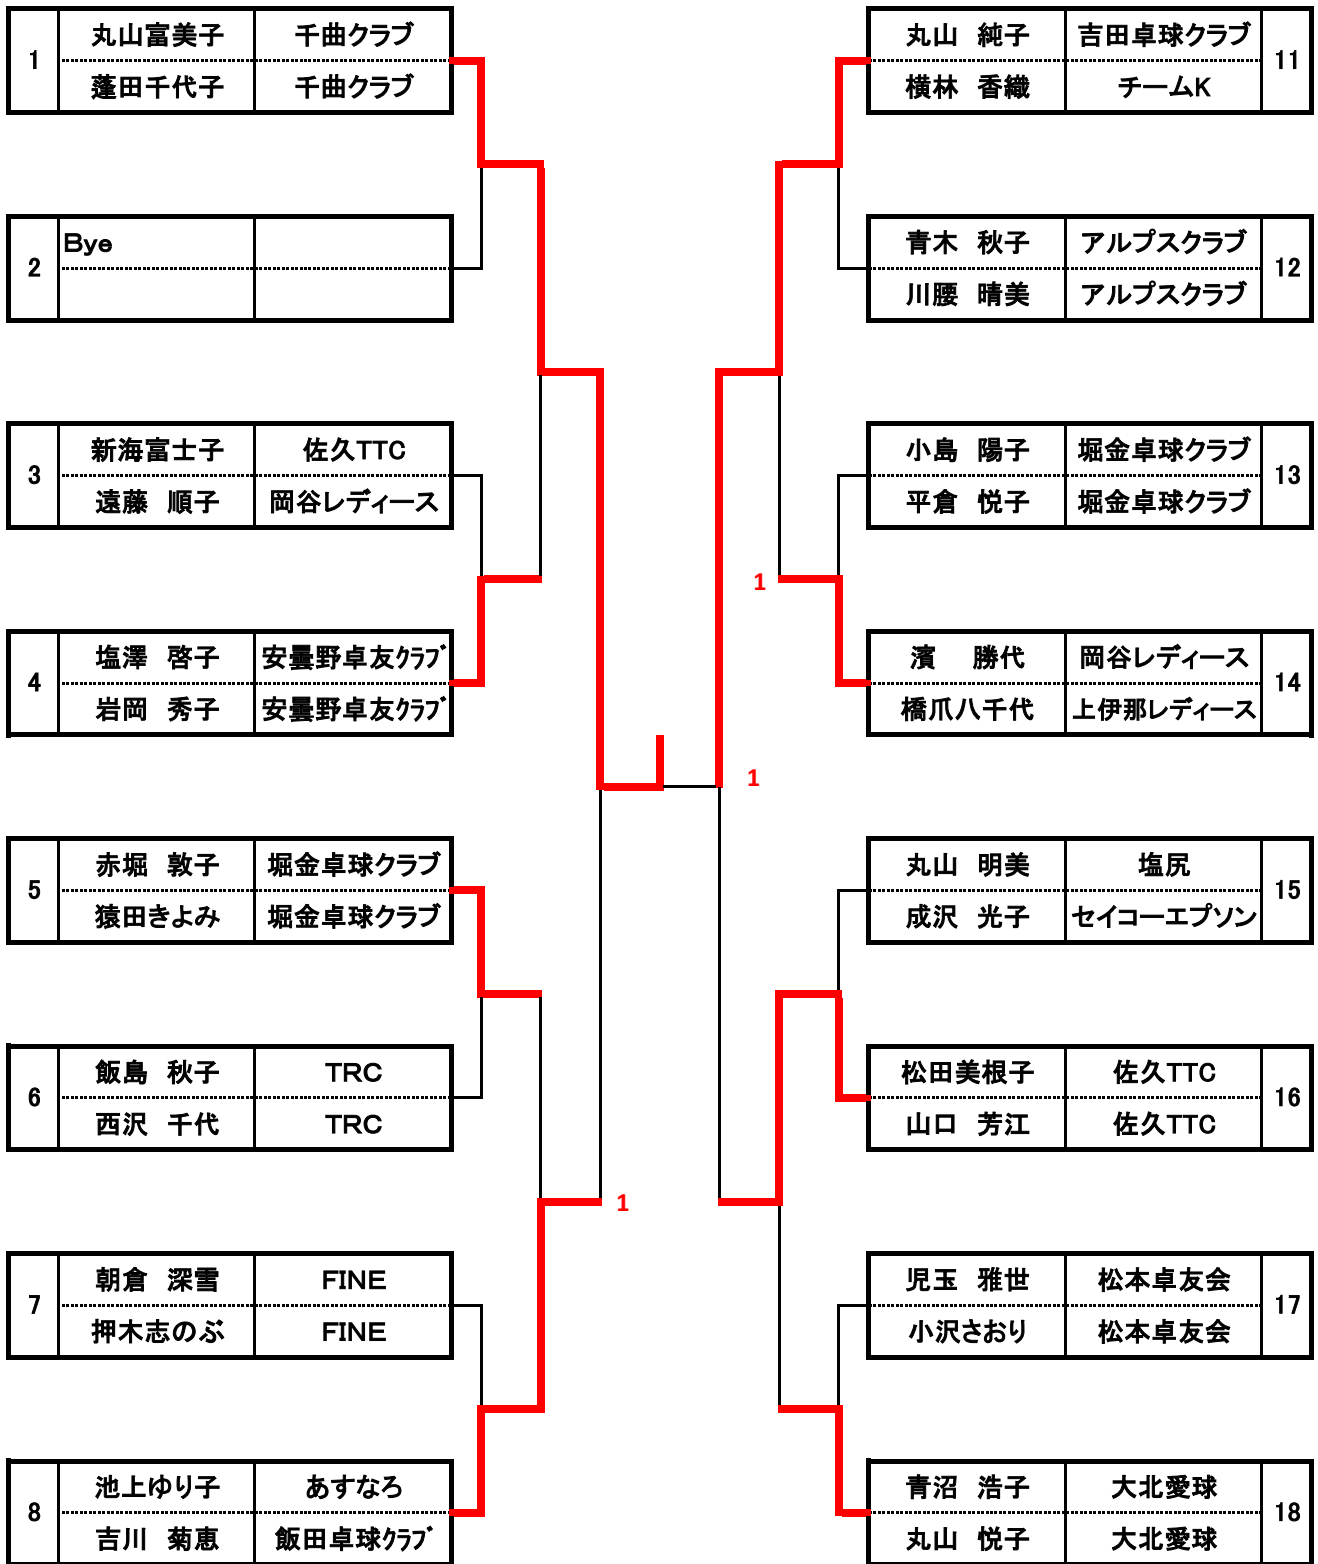 1
丸山富美子 千曲クラブ
蓬田千代子 千曲クラブ
2
Bye
3
新海富士子 佐久TTC
遠藤 順子 岡谷レディース
4
塩澤 啓子 安曇野卓友クラブ
岩岡 秀子 安曇野卓友クラブ
5
赤堀 敦子 堀金卓球クラブ
猿田きよみ 堀金卓球クラブ
6
飯島 秋子 TRC
西沢 千代 TRC
7
朝倉 深雪 FINE
押木志のぶ FINE
8
池上ゆり子 あすなろ
吉川 菊恵 飯田卓球クラブ
1
1
1
丸山 純子 吉田卓球クラブ
横林 香織 チームK
11
青木 秋子 アルプスクラブ
川腰 晴美 アルプスクラブ
12
小島 陽子 堀金卓球クラブ
平倉 悦子 堀金卓球クラブ
13
濱 勝代 岡谷レディース
橋爪八千代 上伊那レディース
14
丸山 明美 塩尻
成沢 光子 セイコーエプソン
15
松田美根子 佐久TTC
山口 芳江 佐久TTC
16
児玉 雅世 松本卓友会
小沢さおり 松本卓友会
17
青沼 浩子 大北愛球
丸山 悦子 大北愛球
18